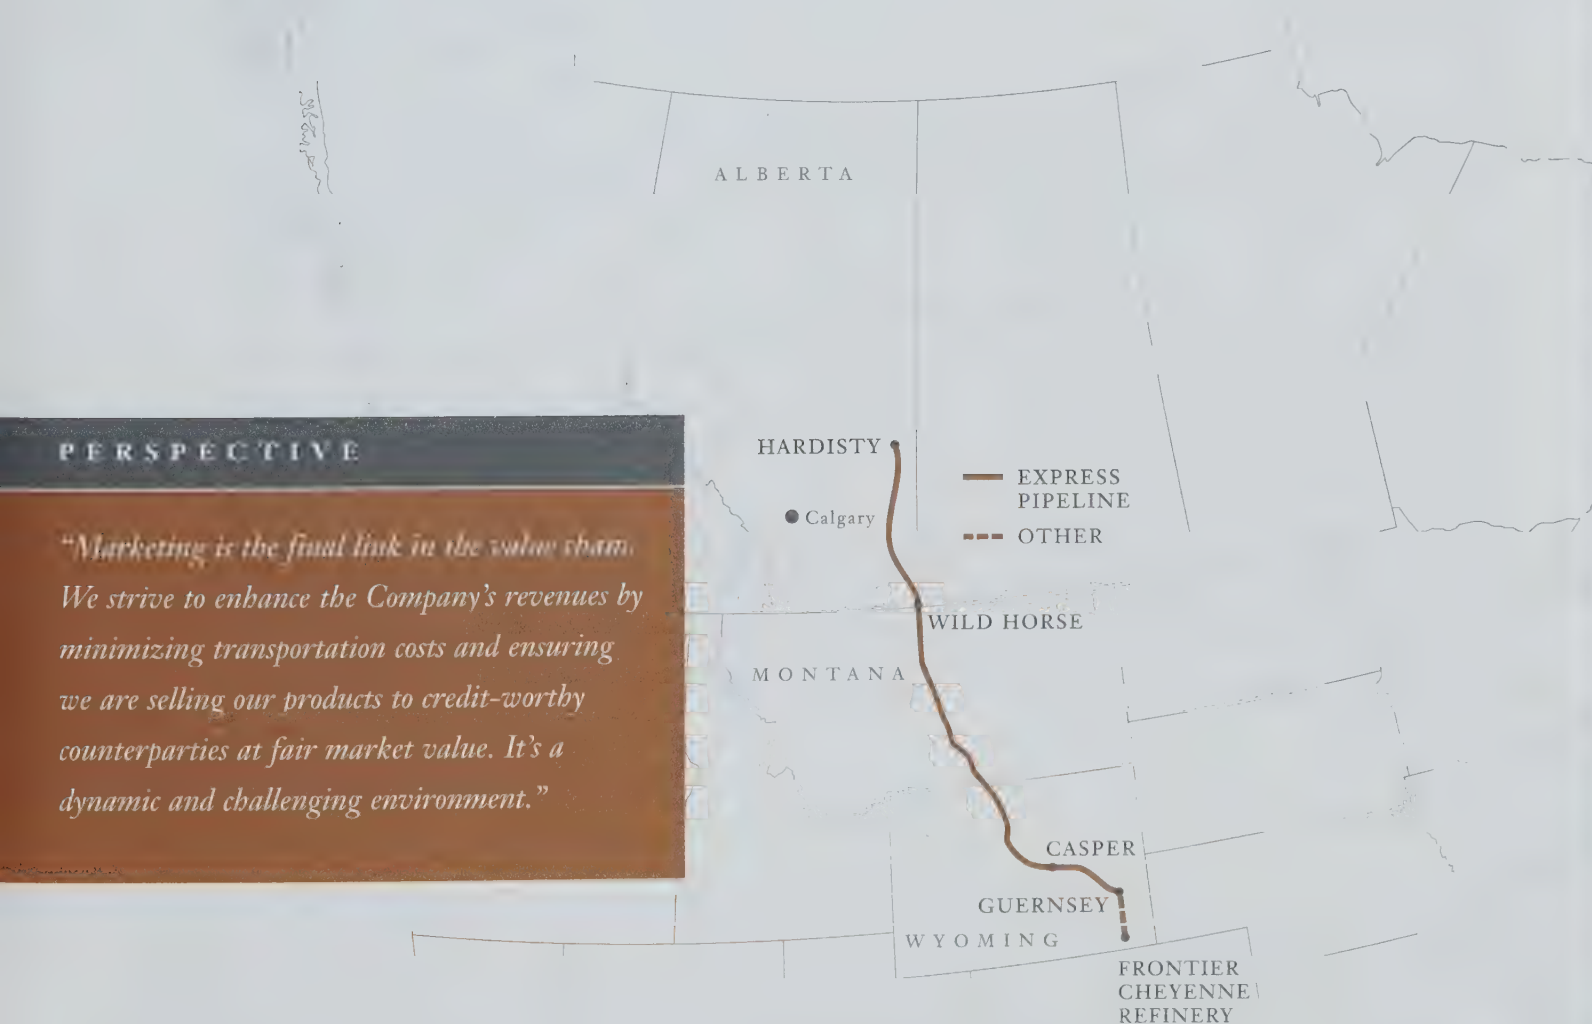 ALBERTA
PERSPECTIVE
"Marketing is the final link in the value chain.
We strive to enhance the Company's revenues by
minimizing transportation costs and ensuring
we are selling our products to credit-worthy
counterparties at fair market value. It's a
dynamic and challenging environment."
HARDISTY
Calgary
EXPRESS
PIPELINE
OTHER
WILD HORSE
MONTANA
CASPER
GUERNSEY
WYOMING
FRONTIER
CHEYENNE
REFINERY